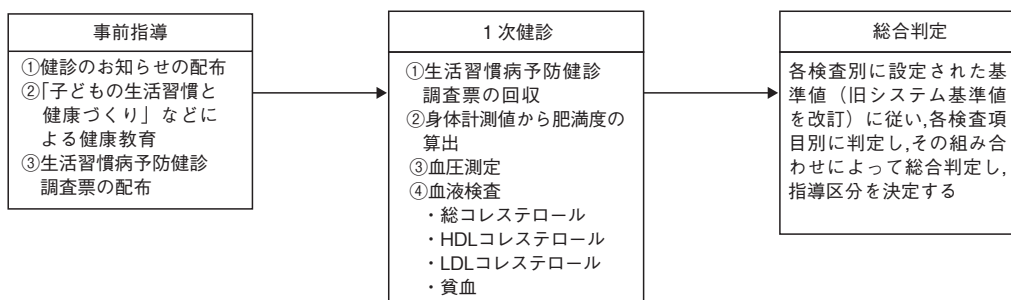 事前指導
①健診のお知らせの配布
②「子どもの生活習慣と
健康づくり」などに
よる健康教育
③生活習慣病予防健診
調査票の配布
1次健診
①生活習慣病予防健診
調査票の回収
②身体計測値から肥満度の
算出
③血圧測定
④血液検査
・総コレステロール
・HDLコレステロール
・LDLコレステロール
・貧血
総合判定
各検査別に設定された基
準値(旧システム基準値
を改訂)に従い,各検査項
目別に判定し,その組み合
わせによって総合判定し,
指導区分を決定する